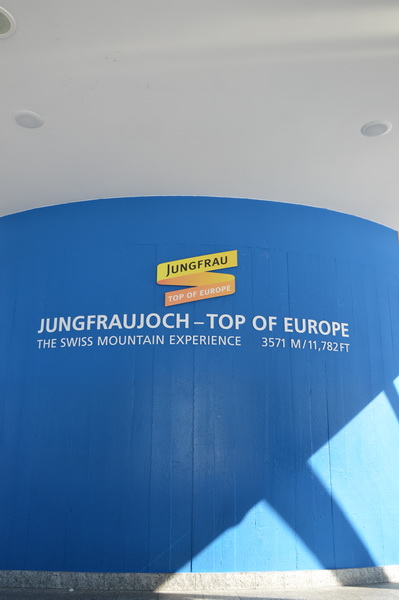 JUNGFRAU
TOP OF EUROPE
JUNGFRAUJOCH – TOP OF EUROPE
THE SWISS MOUNTAIN EXPERIENCE 3571 M/11,782 FT